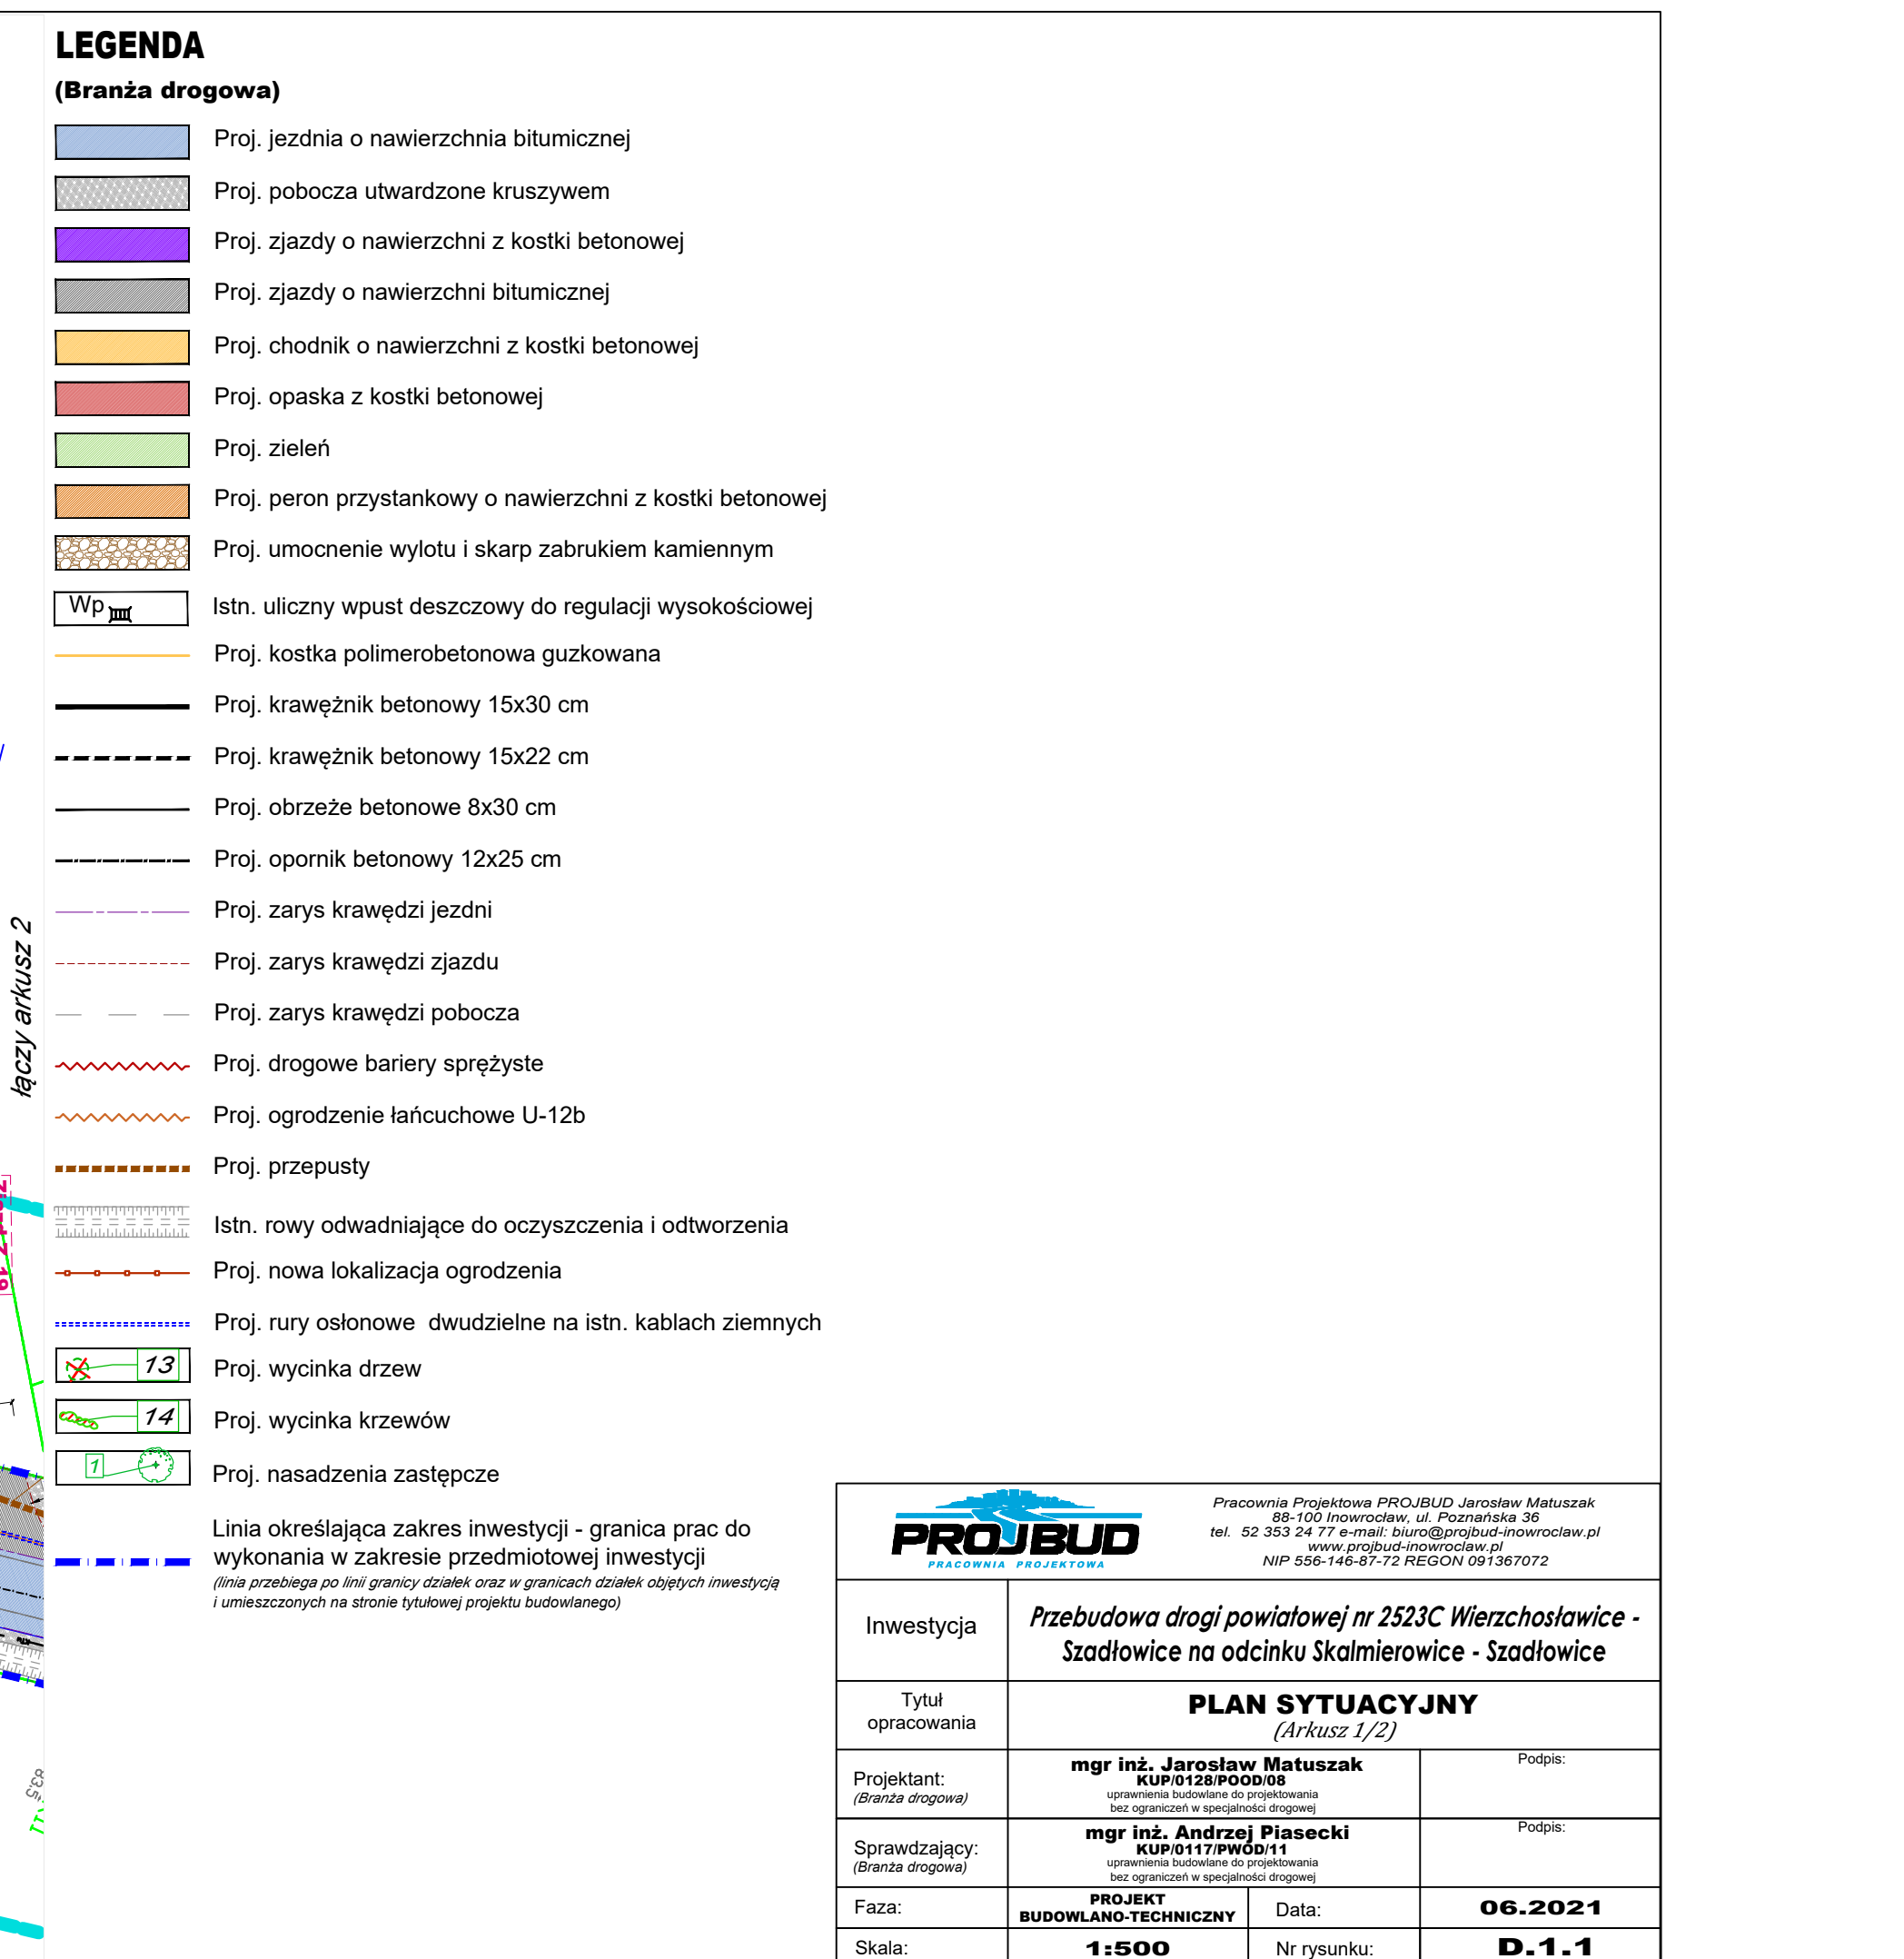 LEGENDA
(Branża drogowa)
Proj. jezdnia o nawierzchnia bitumicznej
Proj. pobocza utwardzone kruszywem
Proj. zjazdy o nawierzchni z kostki betonowej
Proj. zjazdy o nawierzchni bitumicznej
Proj. chodnik o nawierzchni z kostki betonowej
Proj. opaska z kostki betonowej
Proj. zieleń
Proj. peron przystankowy o nawierzchni z kostki betonowej
Proj. umocnenie wylotu i skarp zabrukiem kamiennym
Wp
Istn. uliczny wpust deszczowy do regulacji wysokościowej
Proj. kostka polimerobetonowa guzkowana
Proj. krawężnik betonowy 15x30 cm
Proj. krawężnik betonowy 15x22 cm
Proj. obrzeże betonowe 8x30 cm
Proj. opornik betonowy 12x25 cm
Proj. zarys krawędzi jezdni
Proj. zarys krawędzi zjazdu
Proj. zarys krawędzi pobocza
Proj. drogowe bariery sprężyste
Proj. ogrodzenie łańcuchowe U-12b
Proj. przepusty
Istn. rowy odwadniające do oczyszczenia i odtworzenia
Proj. nowa lokalizacja ogrodzenia
Proj. rury osłonowe dwudzielne na istn. kablach ziemnych
13
Proj. wycinka drzew
14
Proj. wycinka krzewów
1
Proj. nasadzenia zastępcze
Linia określająca zakres inwestycji - granica prac do
wykonania w zakresie przedmiotowej inwestycji
(linia przebiega po linii granicy działek oraz w granicach działek objętych inwestycją
i umieszczonych na stronie tytułowej projektu budowlanego)
łączy arkusz 2
83.5
PROJBUD
PRACOWNIA PROJEKTOWA
Pracownia Projektowa PROJBUD Jarosław Matuszak
88-100 Inowrocław, ul. Poznańska 36
tel. 52 353 24 77 e-mail: biuro@projbud-inowroclaw.pl
www.projbud-inowroclaw.pl
NIP 556-146-87-72 REGON 091367072
Inwestycja
Przebudowa drogi powiatowej nr 2523C Wierzchosławice -
Szadłowice na odcinku Skalmierowice - Szadłowice
Tytuł
opracowania
PLAN SYTUACYJNY
(Arkusz 1/2)
Projektant:
(Branża drogowa)
mgr inż. Jarosław Matuszak
KUP/0128/POOD/08
uprawnienia budowlane do projektowania
bez ograniczeń w specjalności drogowej
Podpis:
Sprawdzający:
(Branża drogowa)
mgr inż. Andrzej Piasecki
KUP/0117/PWOD/11
uprawnienia budowlane do projektowania
bez ograniczeń w specjalności drogowej
Podpis:
Faza:
PROJEKT
BUDOWLANO-TECHNICZNY
Data:
06.2021
Skala:
1:500
Nr rysunku:
D.1.1